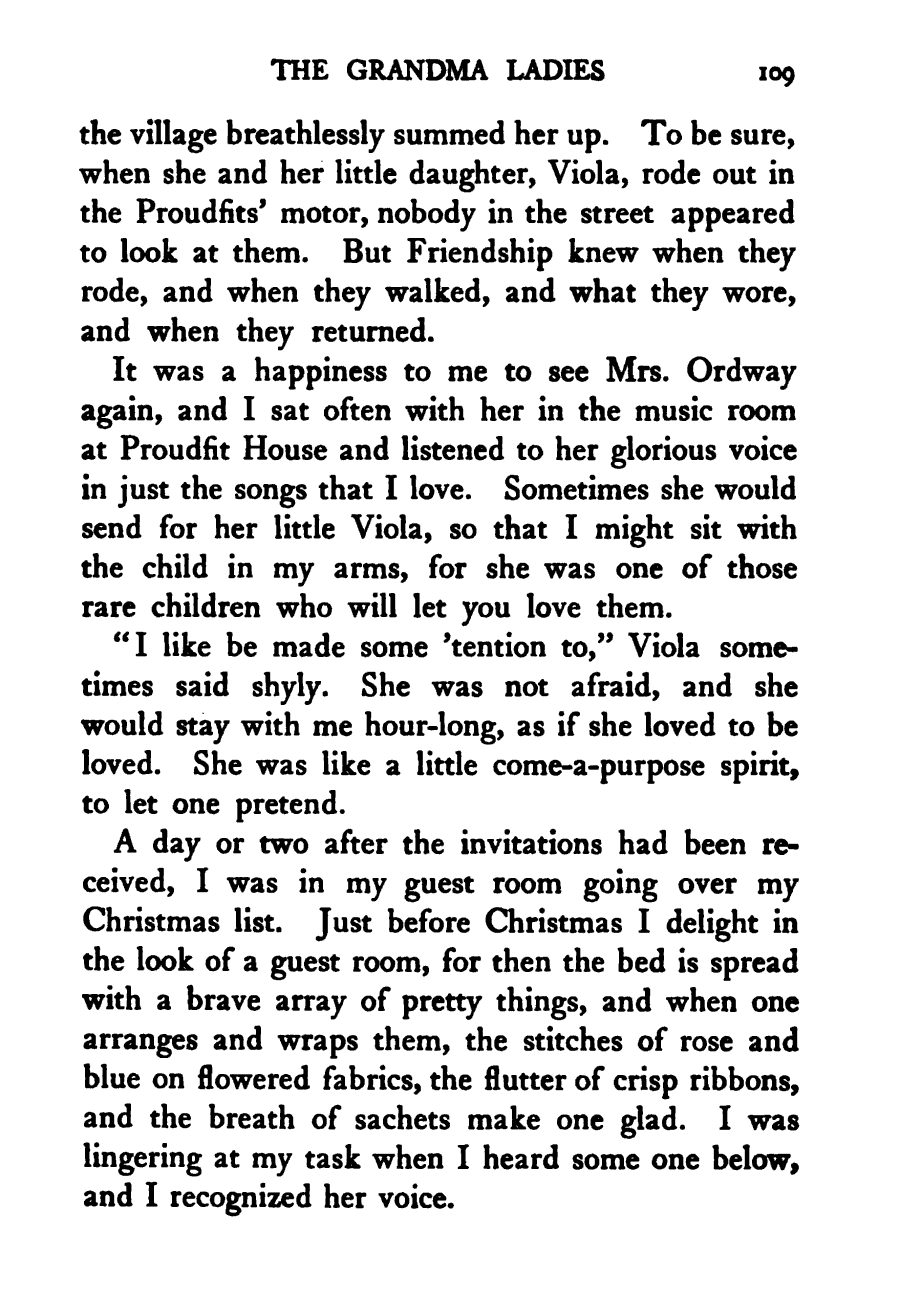 THE GRANDMA LADIES 109
the village breathlessly summed her up. To be sure,
when she and her little daughter, Viola, rode out in
the Proudfits’ motor, nobody in the street appeared
to look at them. But Friendship knew when they
rode, and when they walked, and what they wore,
and when they returned.
It was a happiness to me to see Mrs. Ordway
again, and I sat often with her in the music room
at Proudfit House and listened to her glorious voice
in just the songs that I love. Sometimes she would
send for her little Viola, so that I might sit with
the child in my arms, for she was one of those
rare children who will let you love them.
“I like be made some ’tention to,” Viola some-
times said shyly. She was not afraid, and she
would stay with me hour-long, as if she loved to be
loved. She was like a little come-a-purpose spirit,
to let one pretend.
A day or two after the invitations had been re-
ceived, I was in my guest room going over my
Christmas list. Just before Christmas I delight in
the look of a guest room, for then the bed is spread
with a brave array of pretty things, and when one
arranges and wraps them, the stitches of rose and
blue on flowered fabrics, the flutter of crisp ribbons,
and the breath of sachets make one glad. I was
lingering at my task when I heard some one below,
and I recognized her voice.